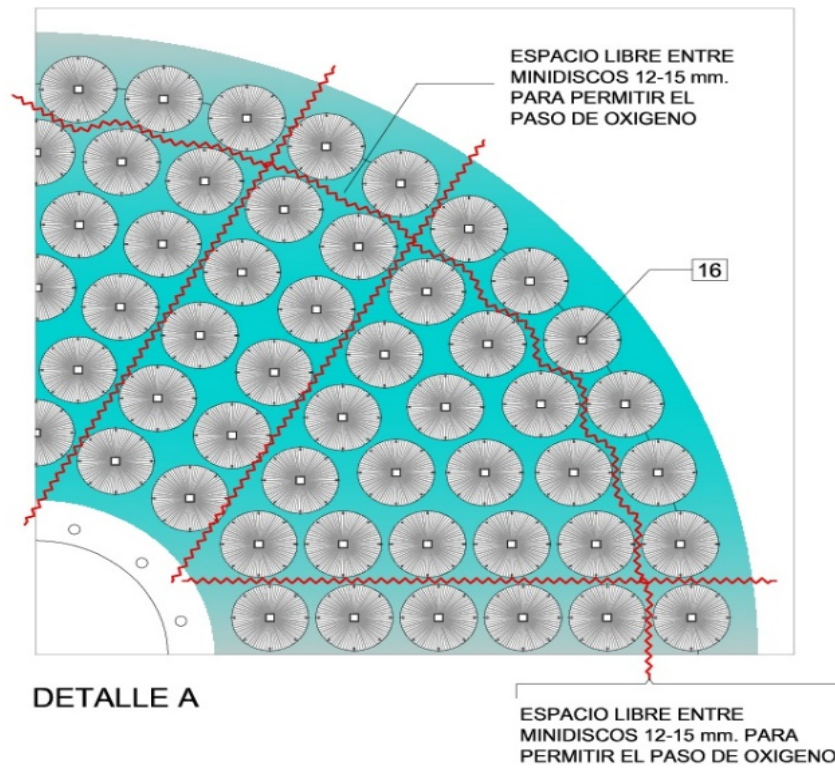 ESPACIO LIBRE ENTRE
MINIDISCOS 12-15 mm.
PARA PERMITIR EL
PASO DE OXIGENO
16
DETALLE A
ESPACIO LIBRE ENTRE
MINIDISCOS 12-15 mm. PARA
PERMITIR EL PASO DE OXIGENO